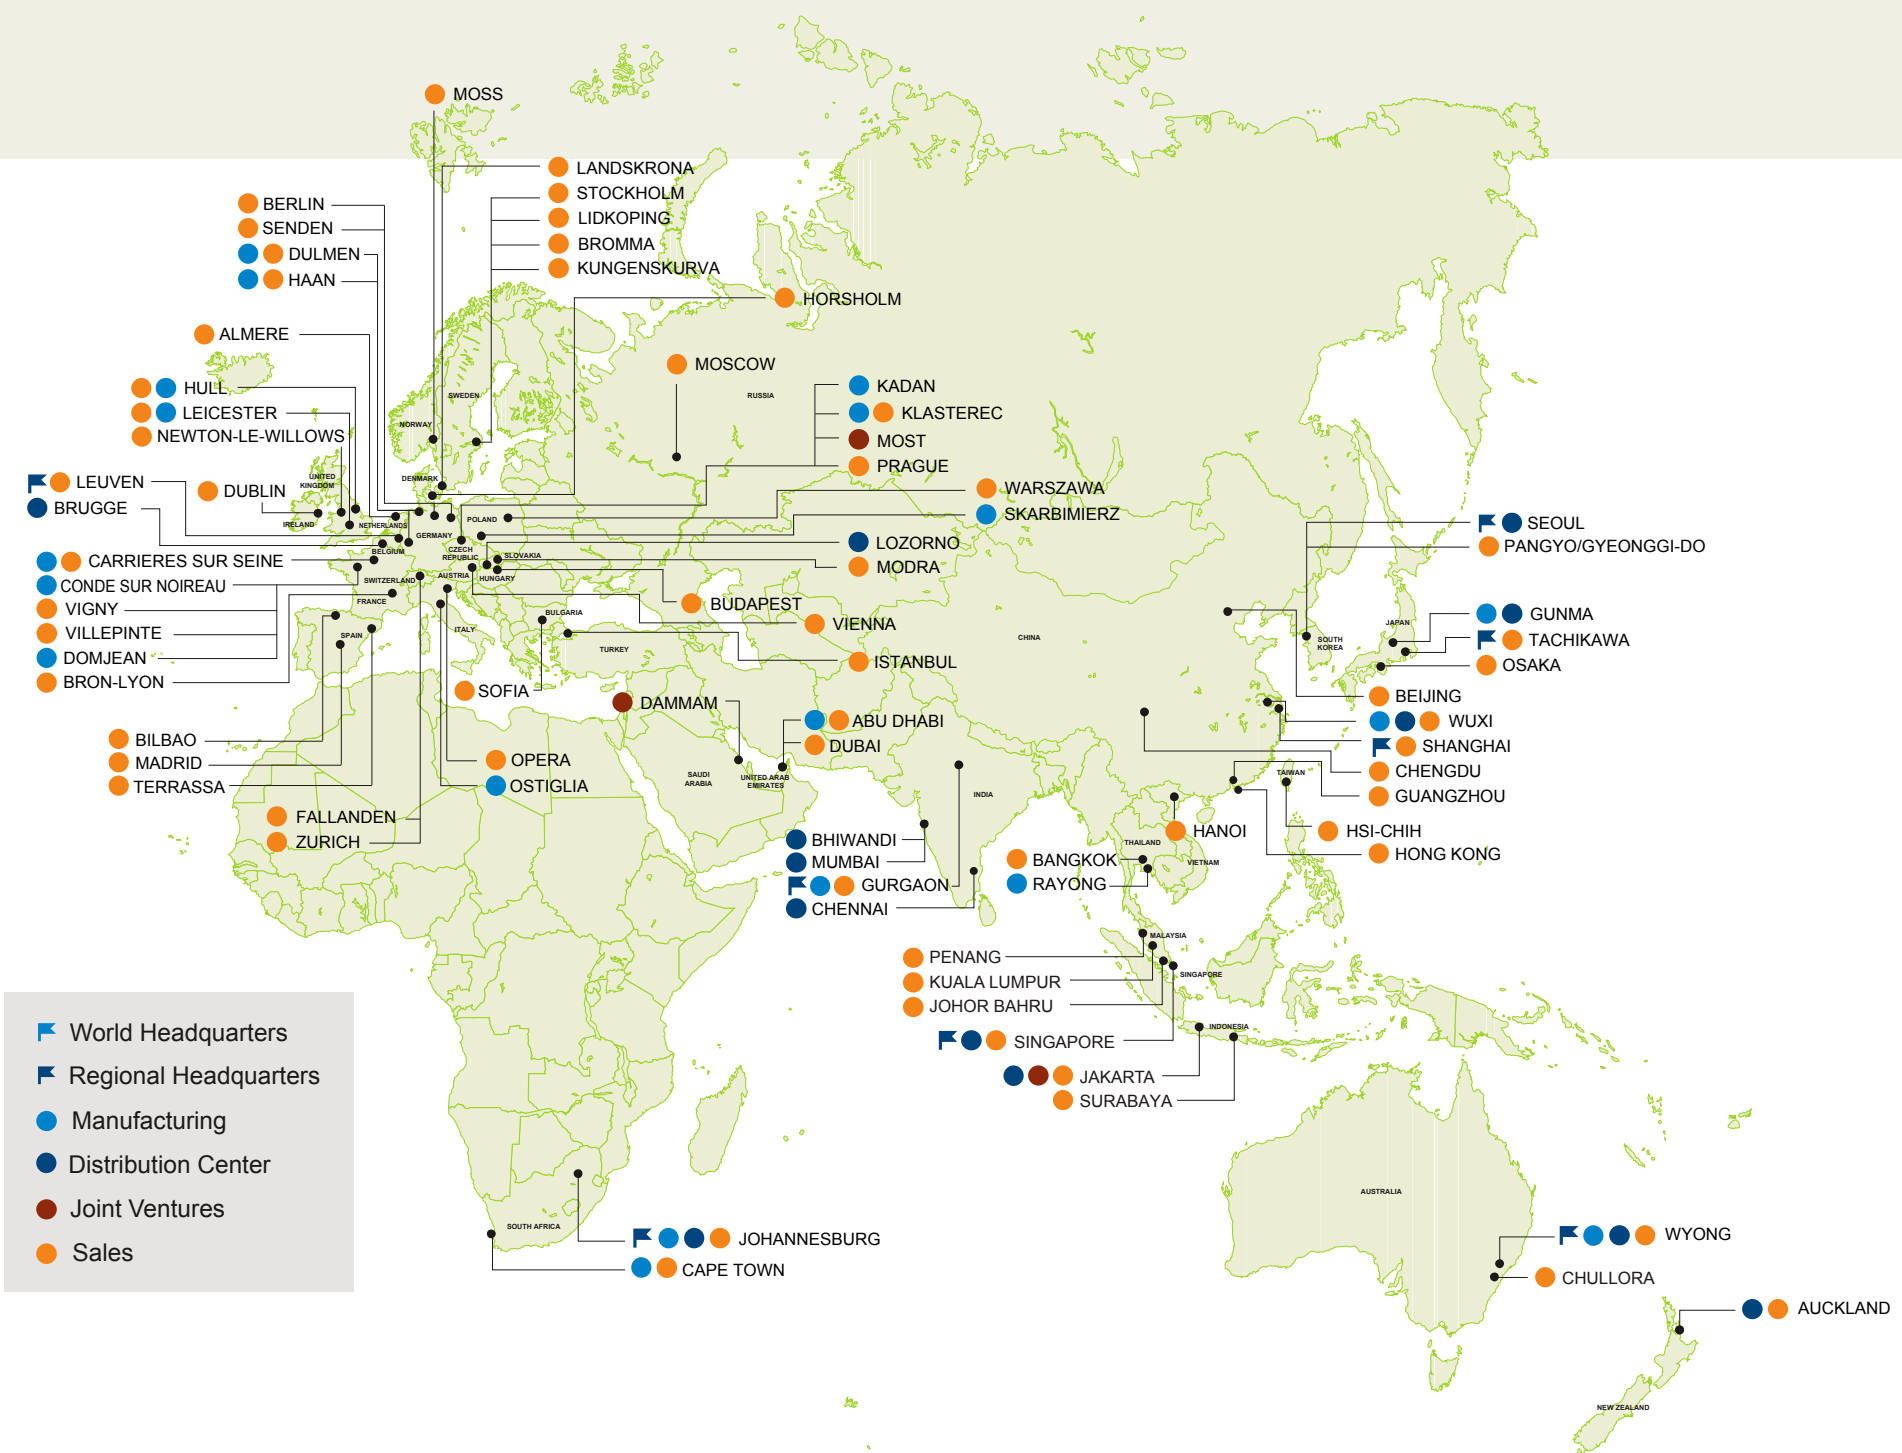 MOSS
LANDSKRONA
STOCKHOLM
LIDKOPING
BROMMA
KUNGENSKURVA
BERLIN
SENDEN
DULMEN
HAAN
HORSHOLM
ALMERE
MOSCOW
HULL
LEICESTER
NEWTON-LE-WILLOWS
KADAN
KLASTEREC
MOST
PRAGUE
SWEDEN
RUSSIA
NORWAY
LEUVEN
BRUGGE
DUBLIN
UNITED
KINGDOM
IRELAND
DENMARK
NETHERLANDS
POLAND
GERMANY
BELGIUM
CZECH
REPUBLIC
SLOVAKIA
AUSTRIA
HUNGARY
SWITZERLAND
FRANCE
BULGARIA
ITALY
SPAIN
TURKEY
CHINA
WARSZAWA
SKARBIMIERZ
LOZORNO
MODRA
BUDAPEST
VIENNA
ISTANBUL
CARRIERES SUR SEINE
CONDE SUR NOIREAU
VIGNY
VILLEPINTE
DOMJEAN
BRON-LYON
SEOUL
PANGYO/GYEONGGI-DO
GUNMA
TACHIKAWA
OSAKA
JAPAN
SOUTH
KOREA
BEIJING
WUXI
SHANGHAI
CHENGDU
GUANGZHOU
SOFIA
DAMMAM
ABU DHABI
DUBAI
BILBAO
MADRID
TERRASSA
OPERA
OSTIGLIA
SAUDI
ARABIA
UNITED ARAB
EMIRATES
INDIA
TAIWAN
FALLANDEN
ZURICH
HANOI
HSI-CHIH
HONG KONG
BHIWANDI
MUMBAI
GURGAON
CHENNAI
BANGKOK
RAYONG
THAILAND
VIETNAM
MALAYSIA
SINGAPORE
INDONESIA
PENANG
KUALA LUMPUR
JOHOR BAHRU
SINGAPORE
JAKARTA
SURABAYA
World Headquarters
Regional Headquarters
Manufacturing
Distribution Center
Joint Ventures
Sales
SOUTH AFRICA
JOHANNESBURG
CAPE TOWN
AUSTRALIA
WYONG
CHULLORA
AUCKLAND
NEW ZEALAND